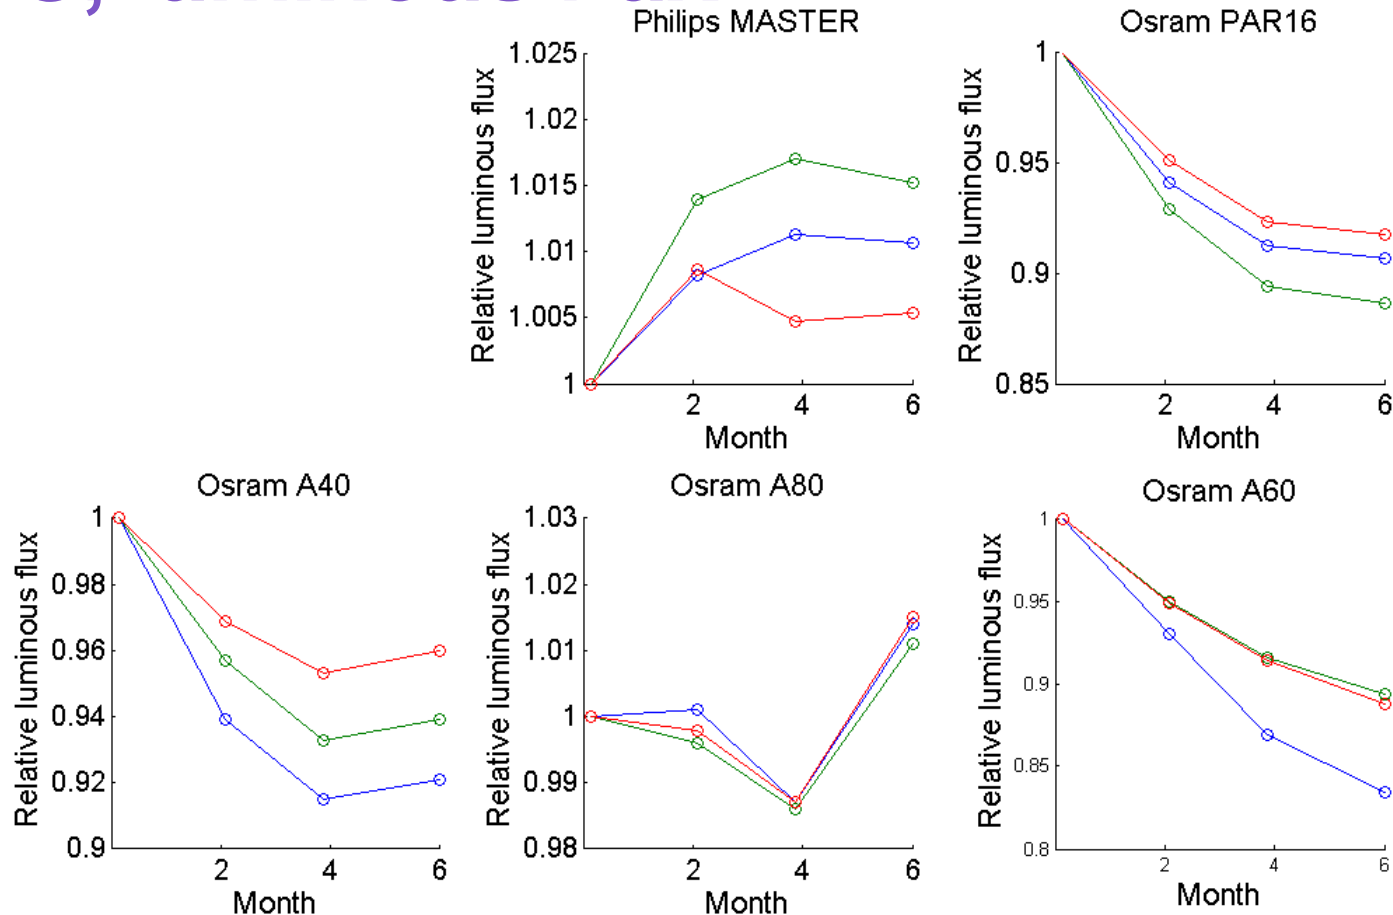 Philips MASTER
Osram PAR16
1.025
1.02
1.015
1.01
1.005
1
Relative luminous flux
2 4 6
Month
1
0.95
0.9
0.85
Relative luminous flux
2 4 6
Month
Osram A40
Osram A80
Osram A60
1
0.98
0.96
0.94
0.92
0.9
Relative luminous flux
2 4 6
Month
1.03
1.02
1.01
1
0.99
0.98
Relative luminous flux
2 4 6
Month
1
0.95
0.9
0.85
0.8
Relative luminous flux
2 4 6
Month